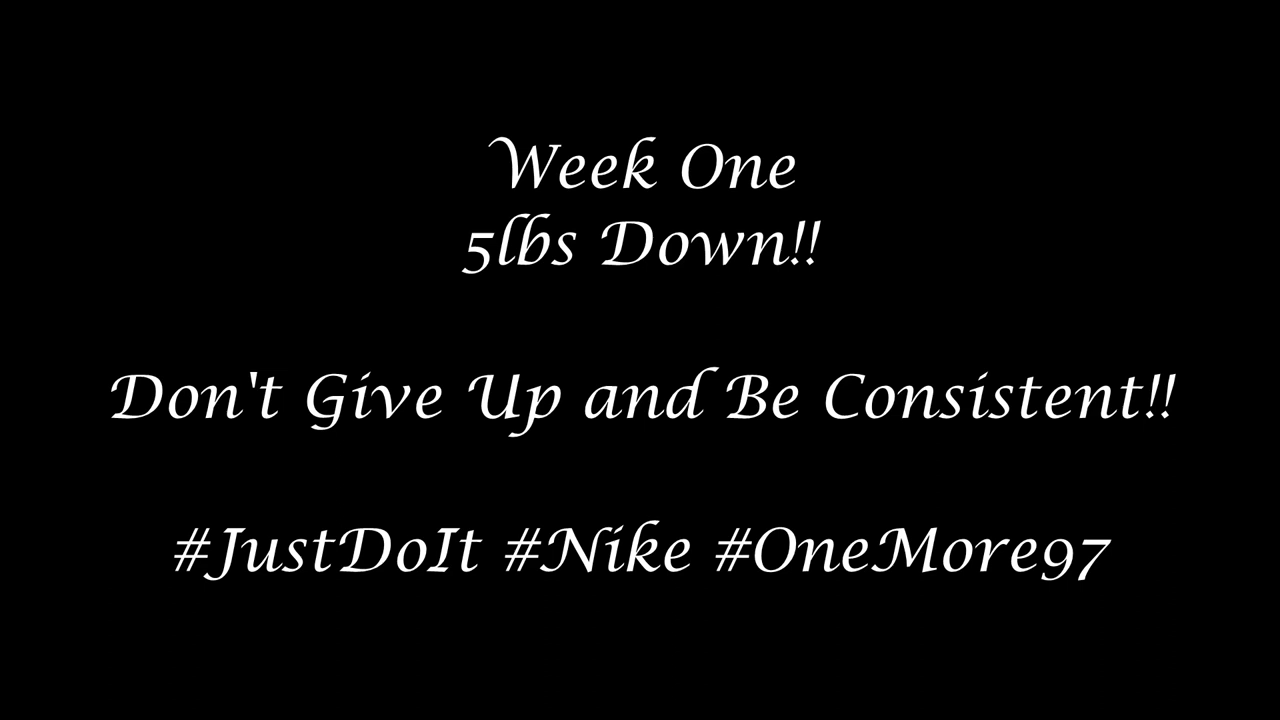 Week One
5lbs Down!!
Don't Give Up and Be Consistent!!
#JustDoIt #Nike #OneMore97